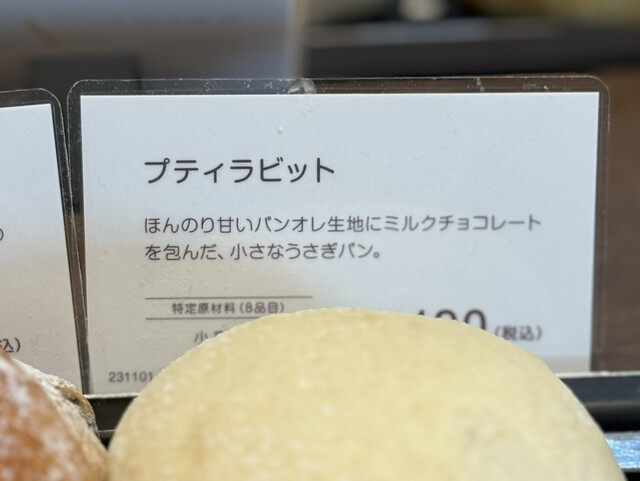 プティラビット
ほんのり甘いパンオレ生地にミルクチョコレート
を包んだ、小さなうさぎパン。
特定原材料（8品目）
小
(税込)
231101
込)